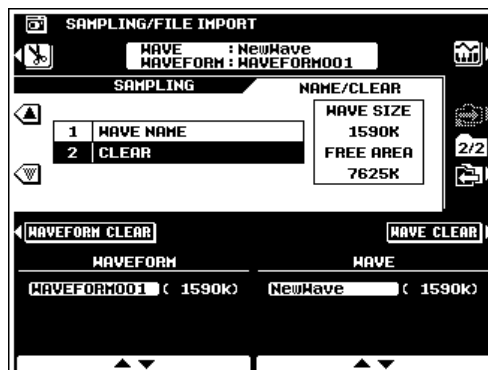 SAMPLING/FILE IMPORT
WAVE : NewWave
WAVEFORM : WAVEFORM001
SAMPLING
NAME/CLEAR
1 WAVE NAME
2 CLEAR
WAVE SIZE
1590K
FREE AREA
7625K
2/2
WAVEFORM CLEAR
WAVE CLEAR
WAVEFORM
WAVE
WAVEFORM001 ( 1590k)
NewWave ( 1590k)